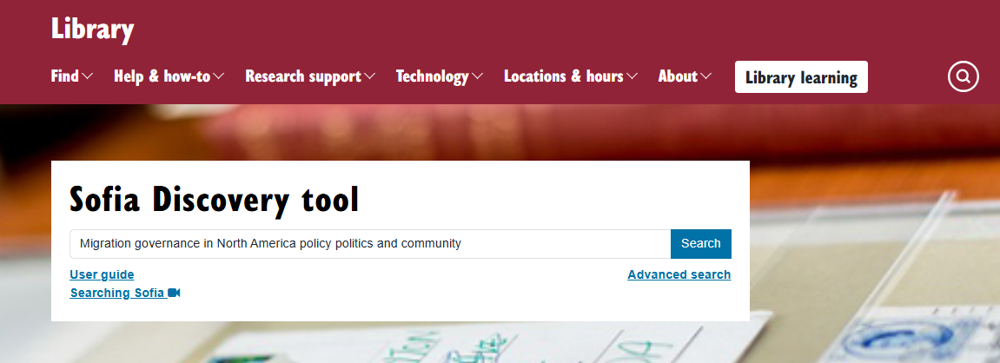 Library
Find Help & how-to Research support Technology Locations & hours About Library learning
Sofia Discovery tool
Migration governance in North America policy politics and community Search
User guide Advanced search
Searching Sofia